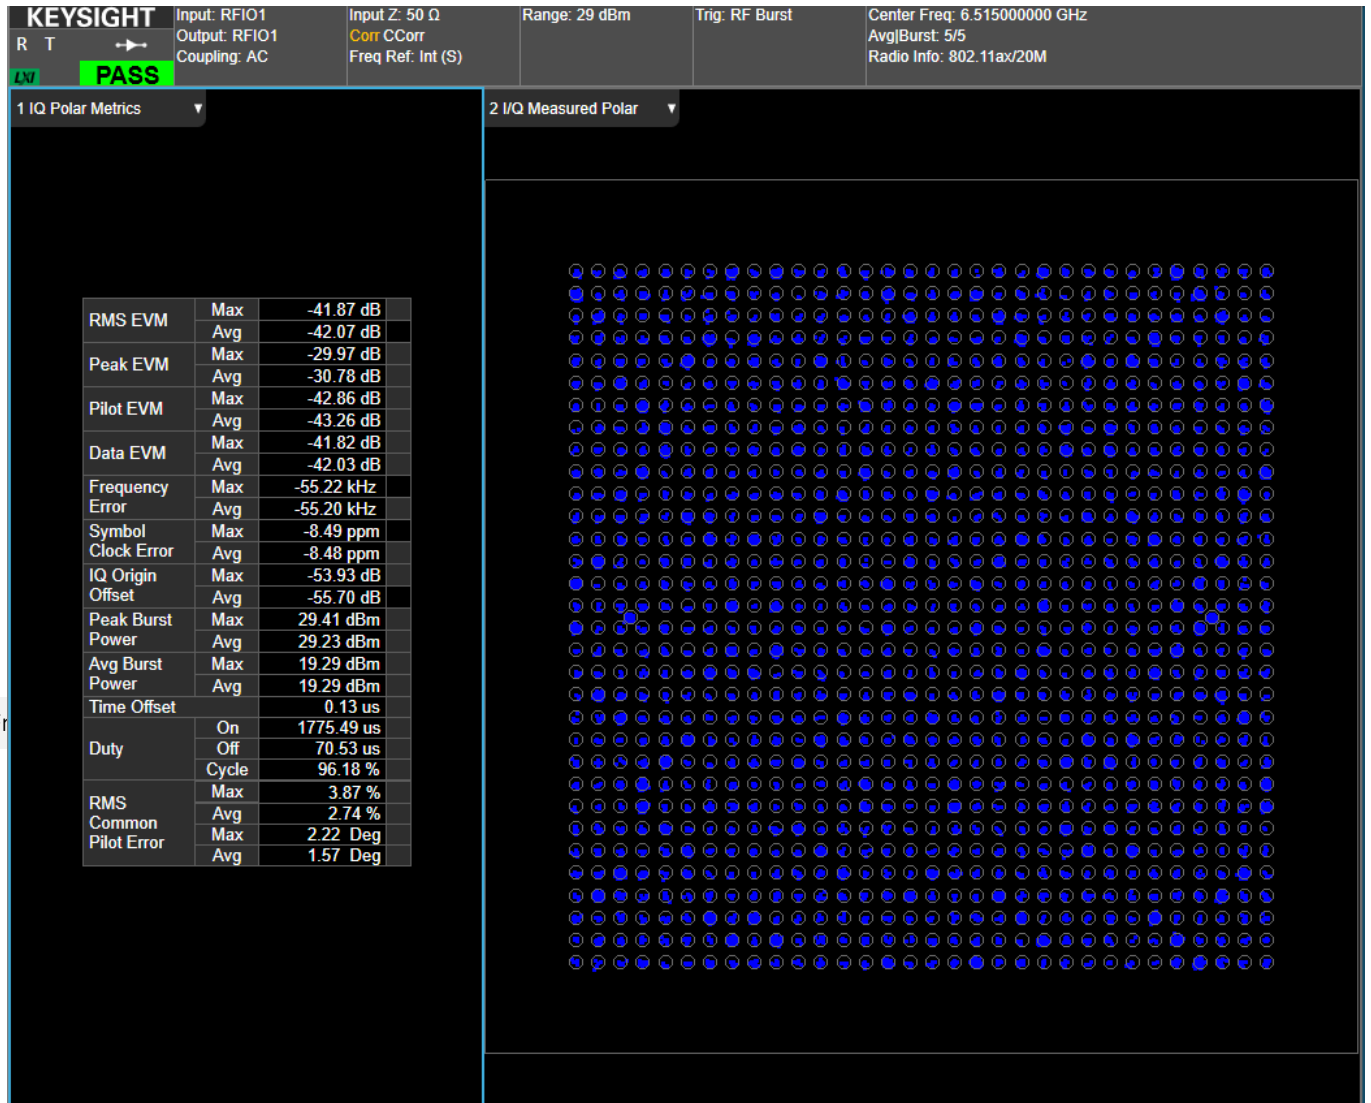 KEYSIGHT
Input: RFIO1
Input Z: 50 Ω
Range: 29 dBm
Trig: RF Burst
Center Freq: 6.515000000 GHz
R T
Output: RFIO1
Corr CCorr
Avg|Burst: 5/5
Coupling: AC
Freq Ref: Int (S)
Radio Info: 802.11ax/20M
LXI
PASS
1 IQ Polar Metrics
2 I/Q Measured Polar
RMS EVM Max -41.87 dB
Avg -42.07 dB
Peak EVM Max -29.97 dB
Avg -30.78 dB
Pilot EVM Max -42.86 dB
Avg -43.26 dB
Data EVM Max -41.82 dB
Avg -42.03 dB
Frequency Error Max -55.22 kHz
Avg -55.20 kHz
Symbol Clock Error Max -8.49 ppm
Avg -8.48 ppm
IQ Origin Offset Max -53.93 dB
Avg -55.70 dB
Peak Burst Power Max 29.41 dBm
Avg 29.23 dBm
Avg Burst Power Max 19.29 dBm
Avg 19.29 dBm
Time Offset 0.13 us
Duty On 1775.49 us
Off 70.53 us
Cycle 96.18 %
RMS Common Pilot Error Max 3.87 %
Avg 2.74 %
Max 2.22 Deg
Avg 1.57 Deg